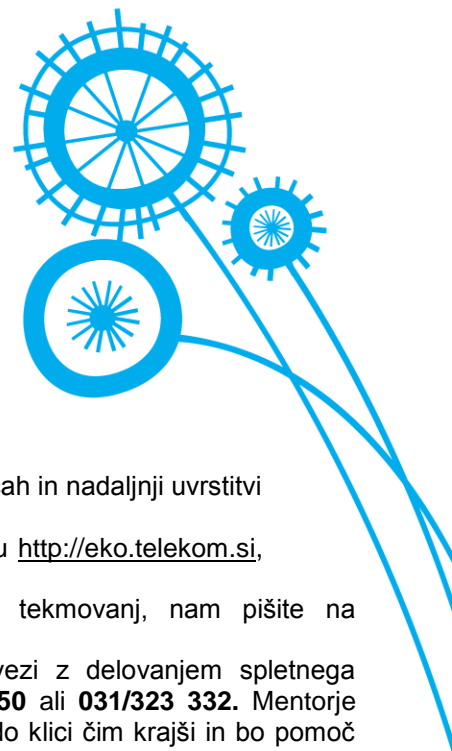 ah in nadaljnji uvrstitvi
u http://eko.telekom.si,
tekmovanj, nam pišite na
vezi z delovanjem spletnega
50 ali 031/323 332. Mentorje
do klici čim krajši in bo pomoč